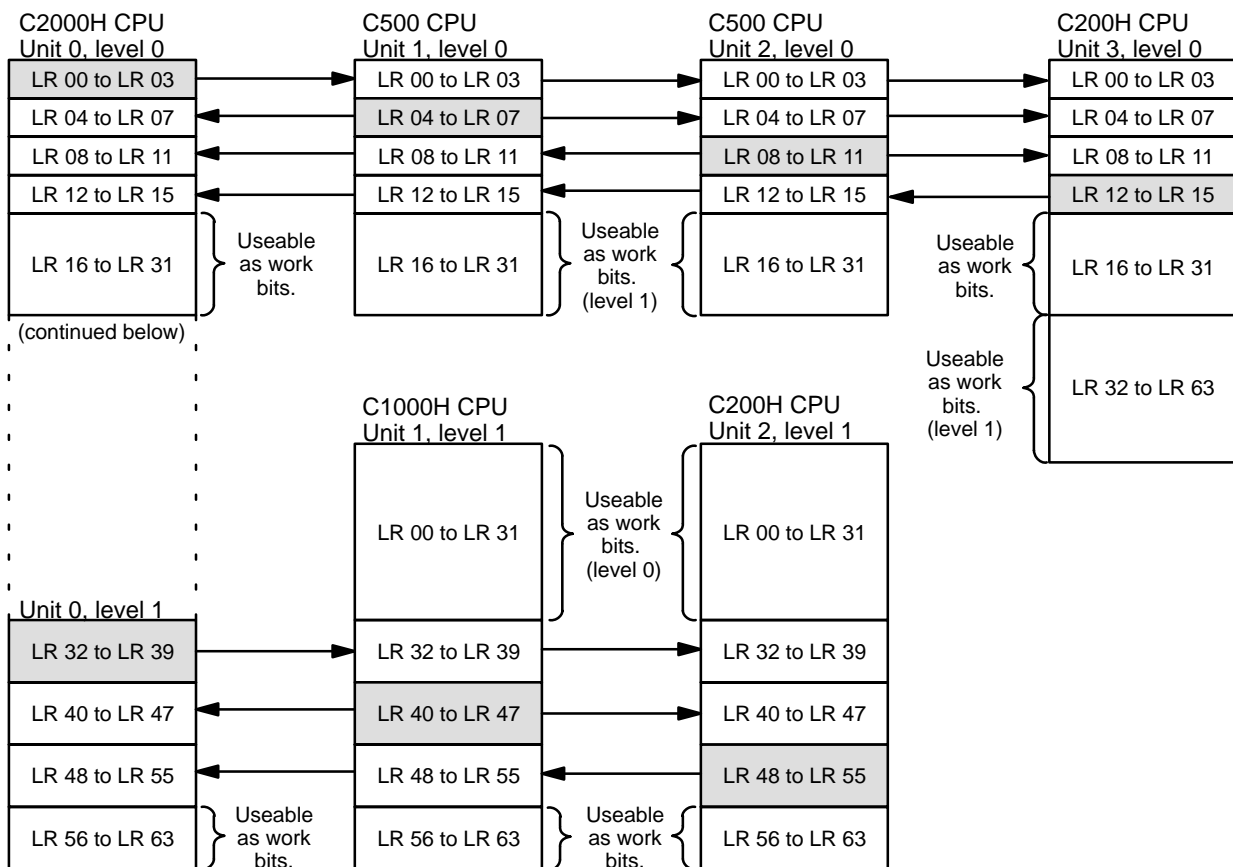 C2000H CPU
Unit 0, level 0
C500 CPU
Unit 1, level 0
C500 CPU
Unit 2, level 0
C200H CPU
Unit 3, level 0
LR 00 to LR 03
LR 00 to LR 03
LR 00 to LR 03
LR 00 to LR 03
LR 04 to LR 07
LR 04 to LR 07
LR 04 to LR 07
LR 04 to LR 07
LR 08 to LR 11
LR 08 to LR 11
LR 08 to LR 11
LR 08 to LR 11
LR 12 to LR 15
LR 12 to LR 15
LR 12 to LR 15
LR 12 to LR 15
LR 16 to LR 31
Useable
as work
bits.
LR 16 to LR 31
Useable
as work
bits.
(level 1)
LR 16 to LR 31
Useable
as work
bits.
LR 16 to LR 31
(continued below)
Useable
as work
bits.
(level 1)
LR 32 to LR 63
C1000H CPU
Unit 1, level 1
C200H CPU
Unit 2, level 1
LR 00 to LR 31
Useable
as work
bits.
(level 0)
LR 00 to LR 31
Unit 0, level 1
LR 32 to LR 39
LR 32 to LR 39
LR 32 to LR 39
LR 40 to LR 47
LR 40 to LR 47
LR 40 to LR 47
LR 48 to LR 55
LR 48 to LR 55
LR 48 to LR 55
LR 56 to LR 63
Useable
as work
bits.
LR 56 to LR 63
Useable
as work
bits.
LR 56 to LR 63